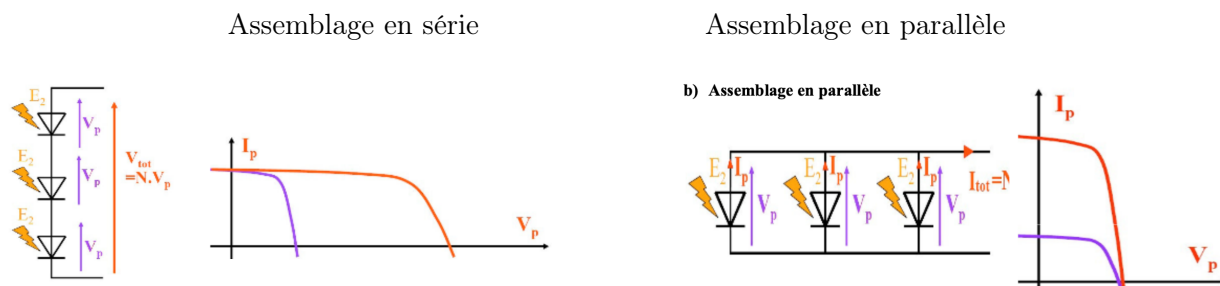 Assemblage en série
Assemblage en parallèle
E2
Vp
E2
Vp
E2
Vp
Vtot
=N.Vp
Ip
Vp
b) Assemblage en parallèle
E2
Ip
Vp
E2
Ip
Vp
E2
Ip
Vp
Itot=N
Ip
Vp